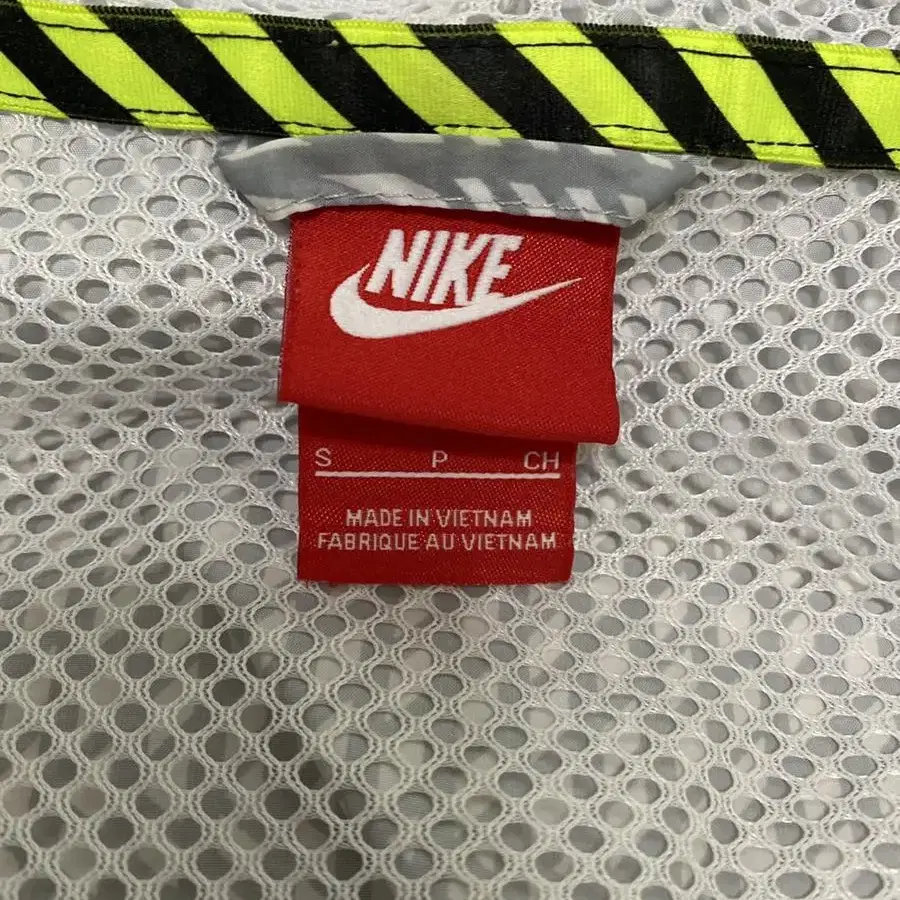 NIKE
S P CH
MADE IN VIETNAM
FABRIQUE AU VIETNAM